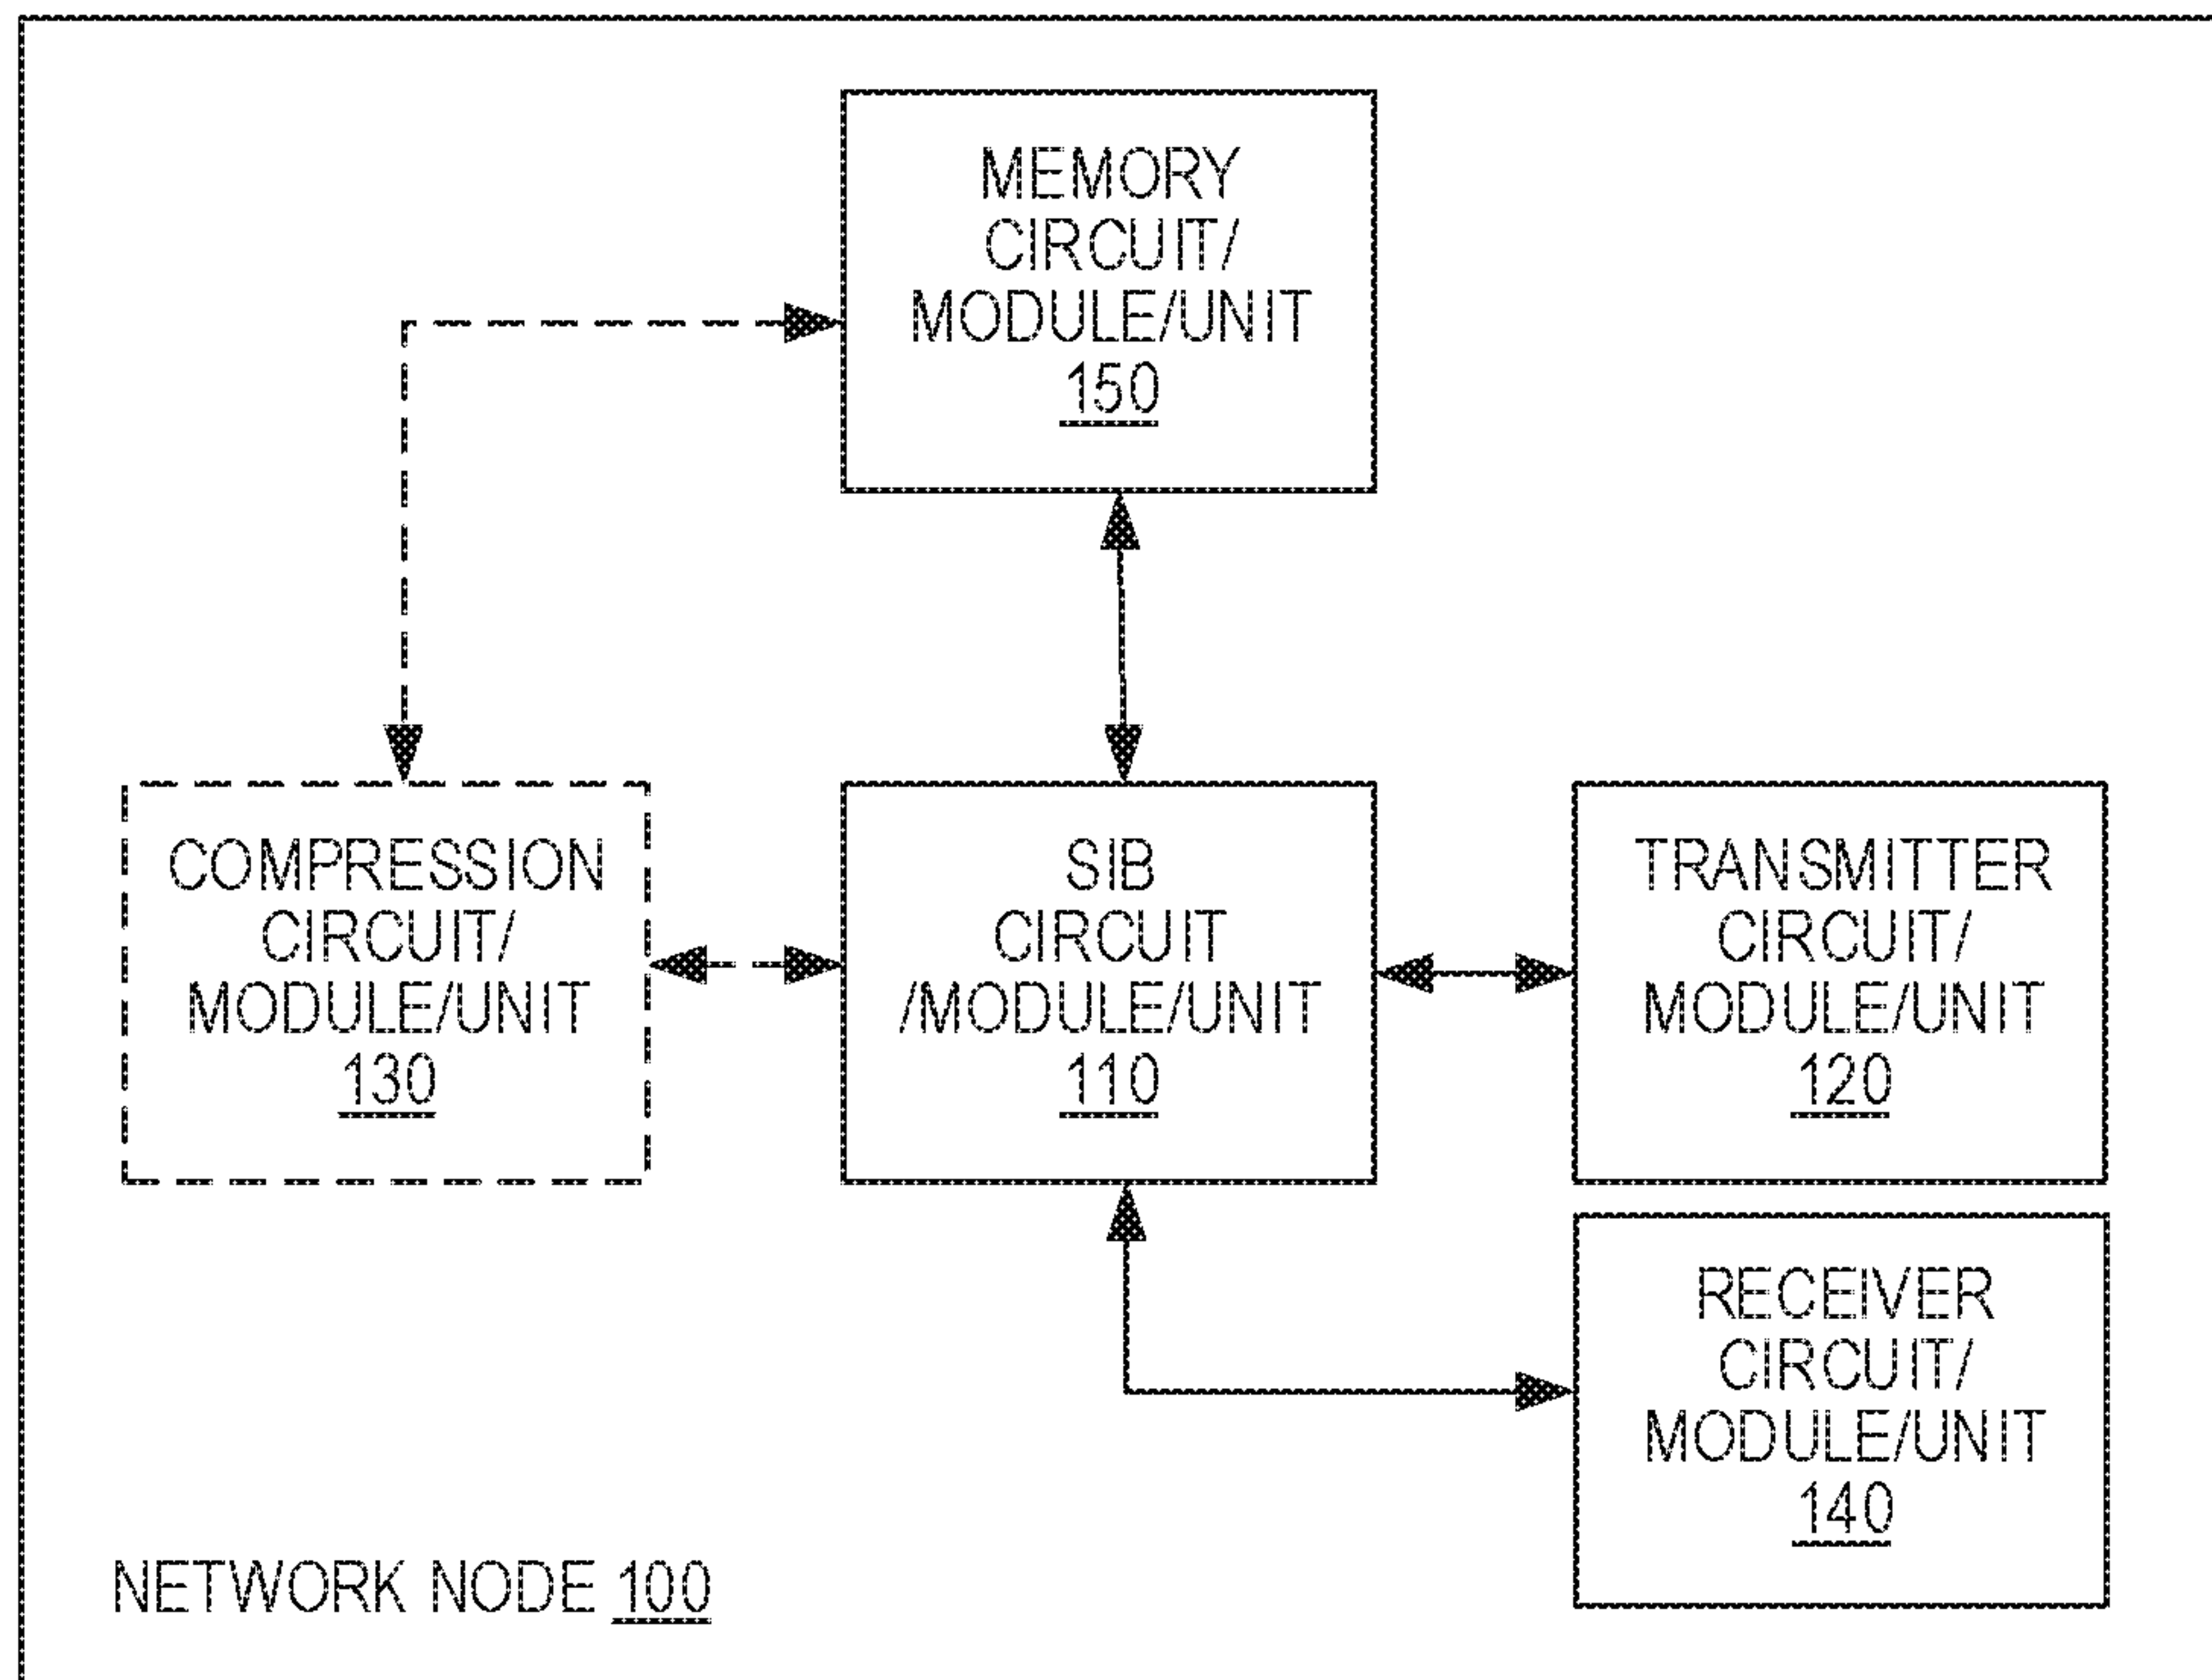 MEMORY
CIRCUIT/
MODULE/UNIT
150
COMPRESSION
CIRCUIT/
MODULE/UNIT
130
SIB
CIRCUIT
/MODULE/UNIT
110
TRANSMITTER
CIRCUIT/
MODULE/UNIT
120
RECEIVER
CIRCUIT/
MODULE/UNIT
140
NETWORK NODE 100